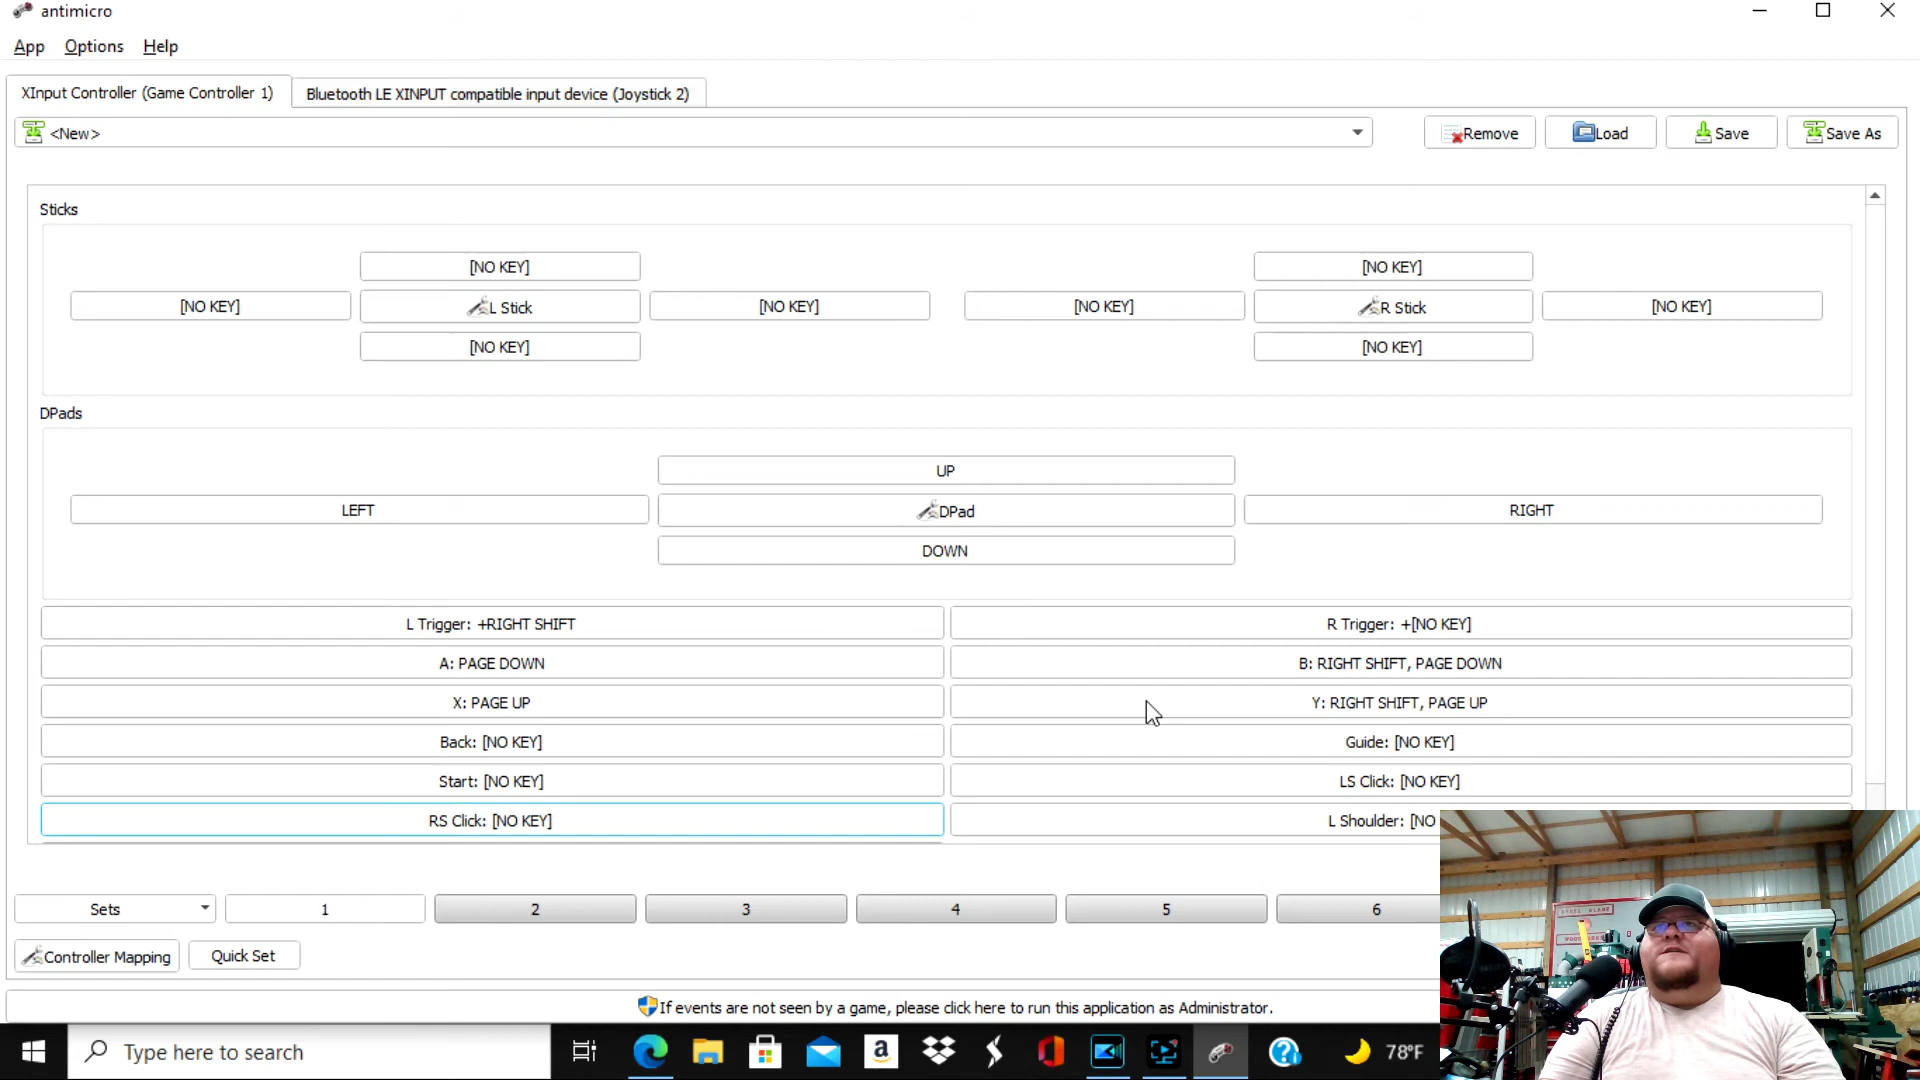 antimicro
App Options Help
XInput Controller (Game Controller 1) Bluetooth LE XINPUT compatible input device (Joystick 2)
<New> Remove Load Save Save As
Sticks
[NO KEY] [NO KEY]
[NO KEY] L Stick [NO KEY] [NO KEY] R Stick [NO KEY]
[NO KEY] [NO KEY]
DPads
UP
LEFT DPad RIGHT
DOWN
L Trigger: +RIGHT SHIFT R Trigger: +[NO KEY]
A: PAGE DOWN B: RIGHT SHIFT, PAGE DOWN
X: PAGE UP Y: RIGHT SHIFT, PAGE UP
Back: [NO KEY] Guide: [NO KEY]
Start: [NO KEY] LS Click: [NO KEY]
RS Click: [NO KEY] L Shoulder: [NO
Sets 1 2 3 4 5 6
Controller Mapping Quick Set
If events are not seen by a game, please click here to run this application as Administrator.
Type here to search 78°F